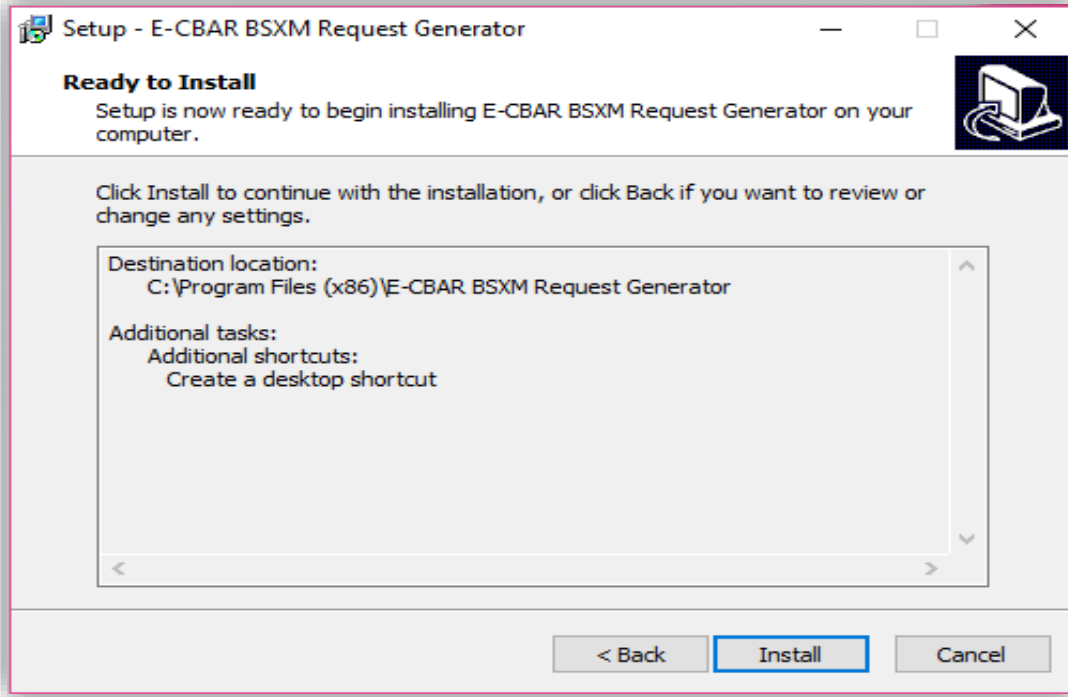 Setup - E-CBAR BSXM Request Generator
Ready to Install
Setup is now ready to begin installing E-CBAR BSXM Request Generator on your
computer.
Click Install to continue with the installation, or click Back if you want to review or
change any settings.
Destination location:
C:\Program Files (x86)\E-CBAR BSXM Request Generator
Additional tasks:
Additional shortcuts:
Create a desktop shortcut
< Back
Install
Cancel